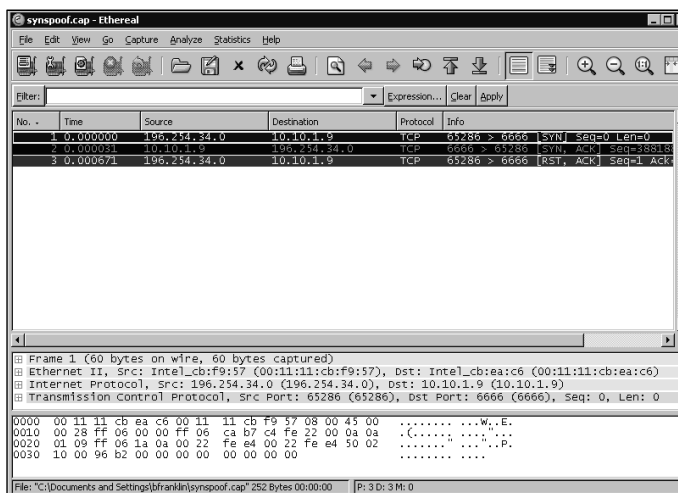 synspoof.cap - Ethereal
File Edit View Go Capture Analyze Statistics Help
Filter: Expression... Clear Apply
No. . Time Source Destination Protocol Info
1 0.000000 196.254.34.0 10.10.1.9 TCP 65286 > 6666 [SYN] Seq=0 Len=0
2 0.000031 10.10.1.9 196.254.34.0 TCP 6666 > 65286 [SYN, ACK] Seq=388188
3 0.000671 196.254.34.0 10.10.1.9 TCP 65286 > 6666 [RST, ACK] Seq=1 Ack
Frame 1 (60 bytes on wire, 60 bytes captured)
Ethernet II, Src: Intel_cb:f9:57 (00:11:11:cb:f9:57), Dst: Intel_cb:ea:c6 (00:11:11:cb:ea:c6)
Internet Protocol, Src: 196.254.34.0 (196.254.34.0), Dst: 10.10.1.9 (10.10.1.9)
Transmission Control Protocol, Src Port: 65286 (65286), Dst Port: 6666 (6666), Seq: 0, Len: 0
0000 00 11 11 cb ea c6 00 11 11 cb f9 57 08 00 45 00 ........ ...W..E.
0010 00 28 ff 06 00 00 ff 06 ca b7 c4 fe 22 00 0a 0a .(...... ...."...
0020 01 09 ff 06 1a 0a 00 22 fe e4 00 22 fe e4 50 02 ......." ..."..P.
0030 10 00 96 b2 00 00 00 00 00 00 00 00 ........ ....
File: "C:\Documents and Settings\bfranklin\synspoof.cap" 252 Bytes 00:00:00 P: 3 D: 3 M: 0